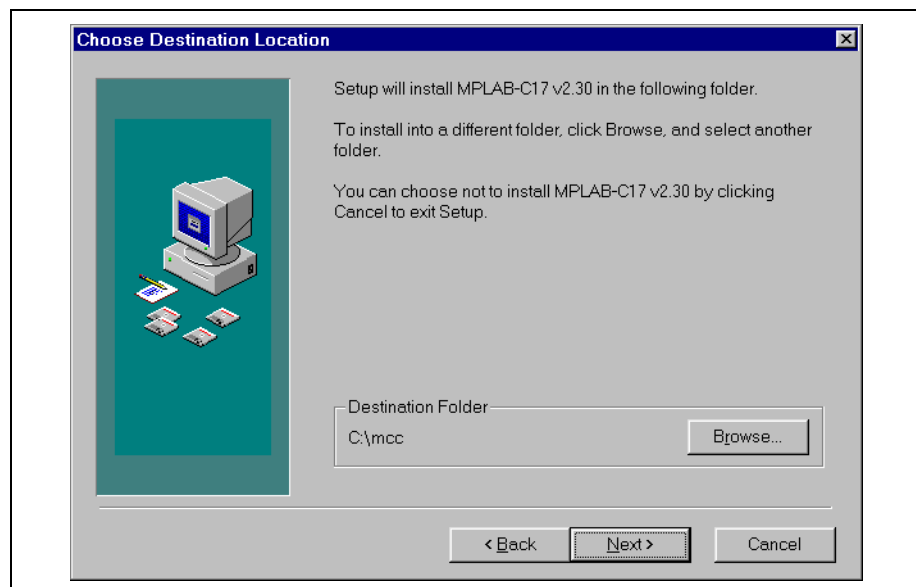 Choose Destination Location
Setup will install MPLAB-C17 v2.30 in the following folder.
To install into a different folder, click Browse, and select another
folder.
You can choose not to install MPLAB-C17 v2.30 by clicking
Cancel to exit Setup.
Destination Folder
C:\mcc
Browse...
< Back
Next >
Cancel